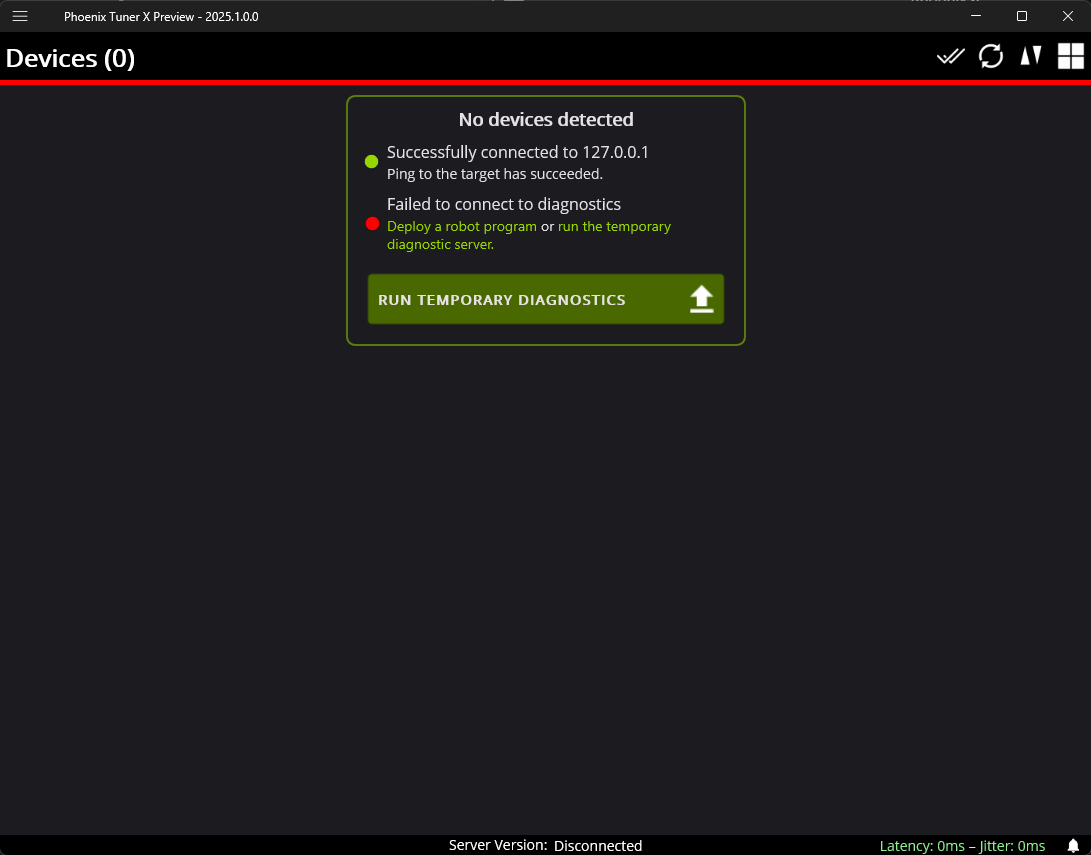 Phoenix Tuner X Preview - 2025.1.0.0
Devices (0)
No devices detected
Successfully connected to 127.0.0.1
Ping to the target has succeeded.
Failed to connect to diagnostics
Deploy a robot program or run the temporary
diagnostic server.
RUN TEMPORARY DIAGNOSTICS
Server Version: Disconnected
Latency: 0ms – Jitter: 0ms